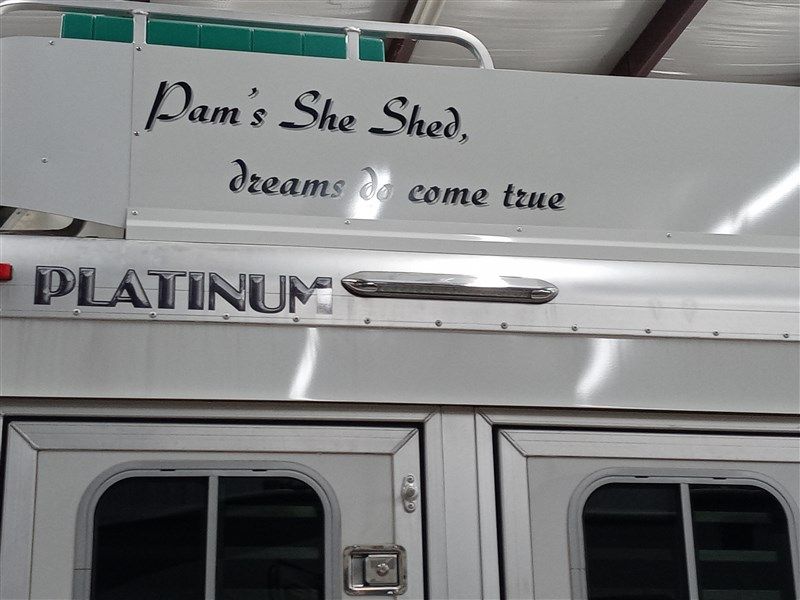 Pam's She Shed,
dreams do come true
PLATINUM